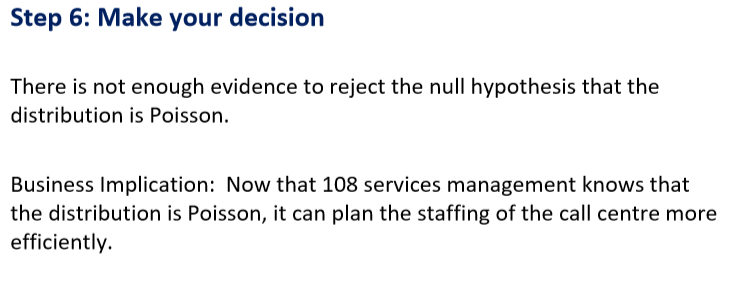 Step 6: Make your decision
There is not enough evidence to reject the null hypothesis that the
distribution is Poisson.
Business Implication:  Now that 108 services management knows that
the distribution is Poisson, it can plan the staffing of the call centre more
efficiently.